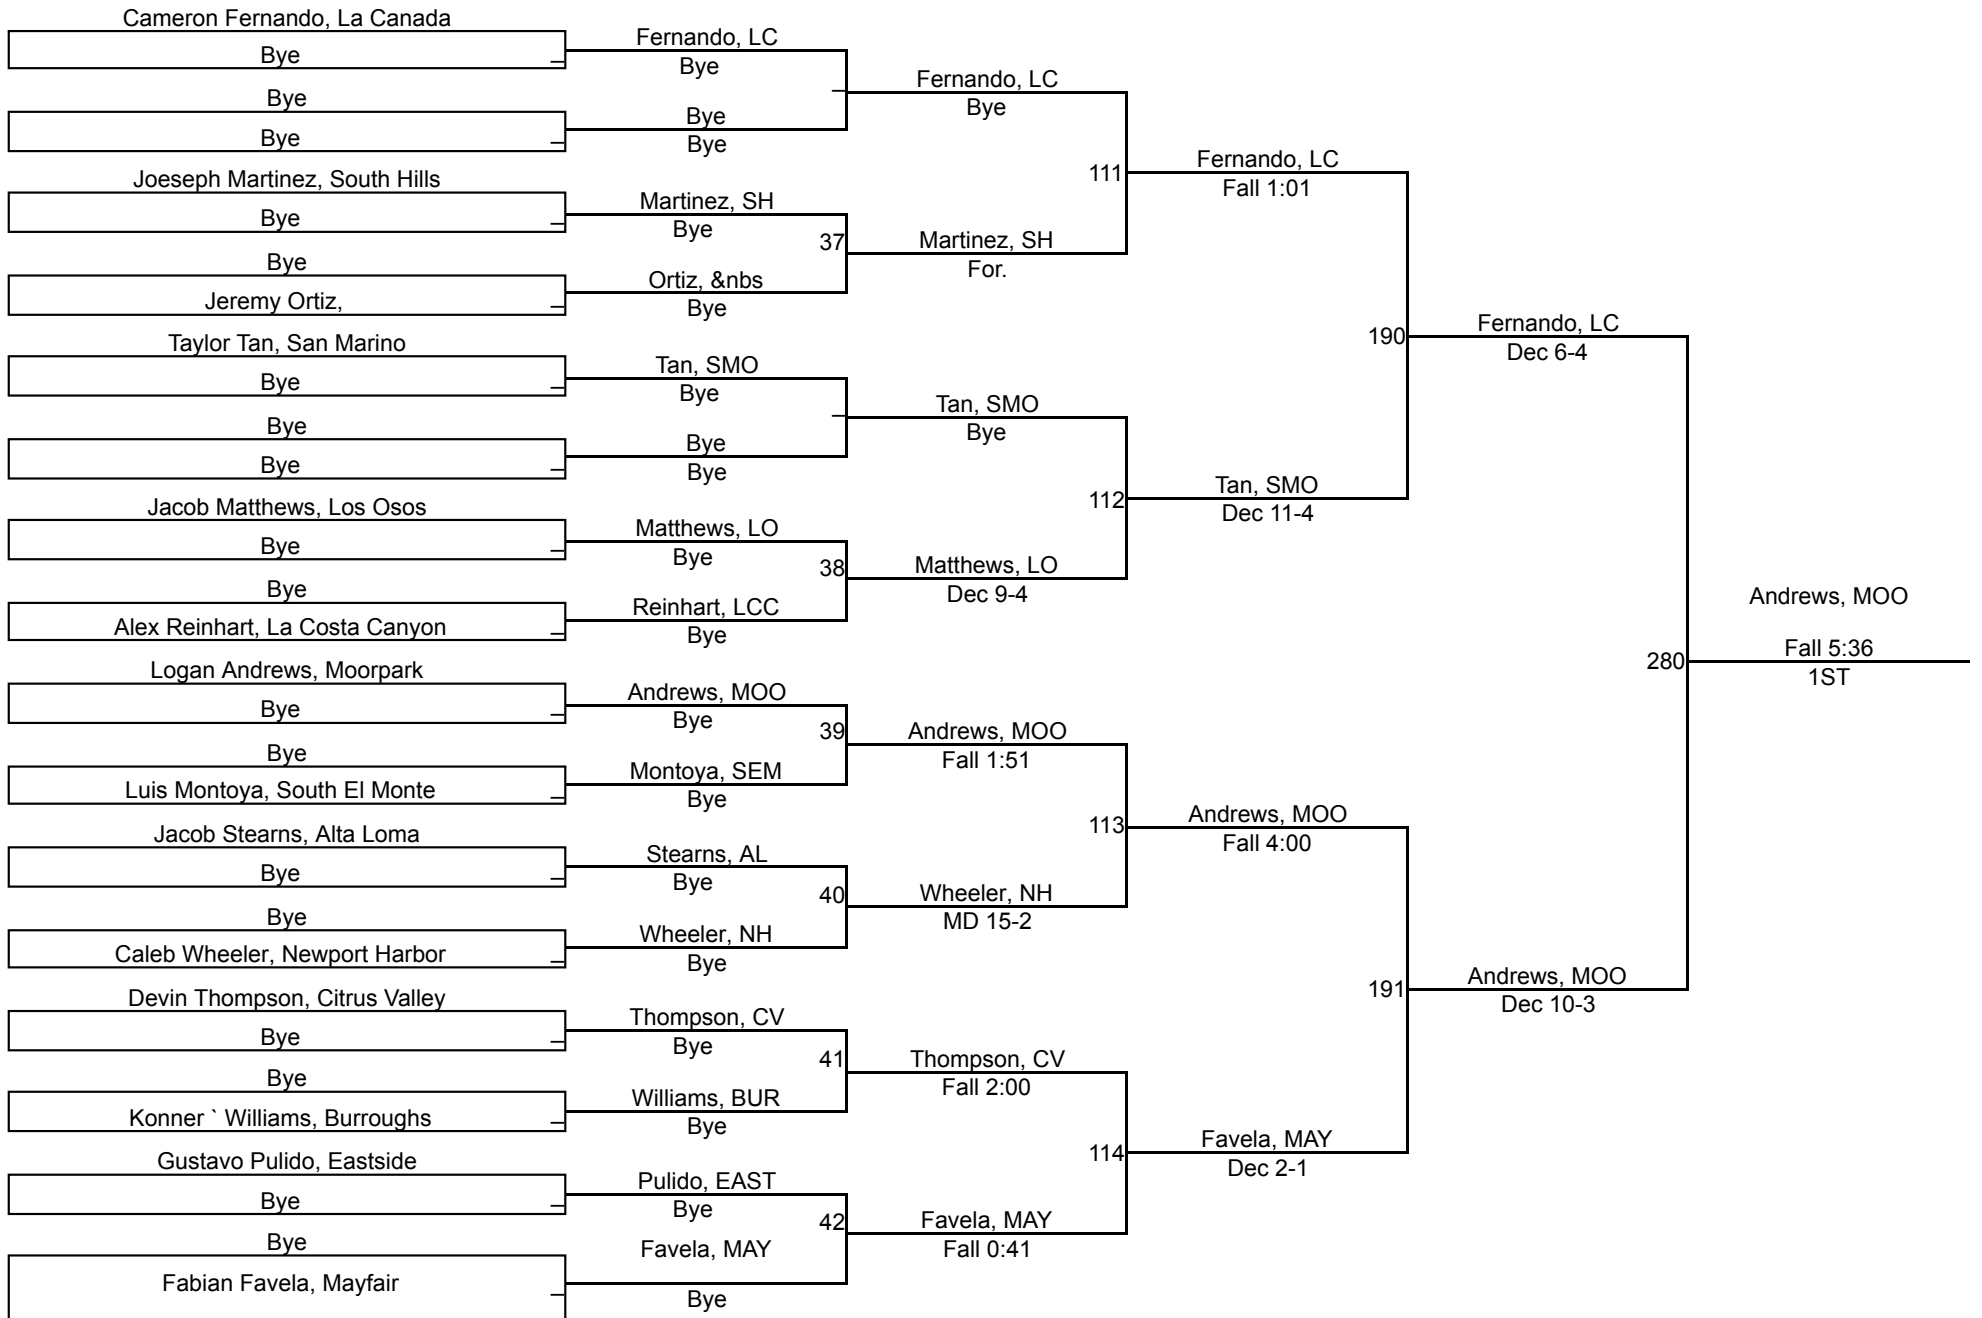 Cameron Fernando, La Canada
Bye
Bye
Bye
Joeseph Martinez, South Hills
Bye
Bye
Jeremy Ortiz,
Taylor Tan, San Marino
Bye
Bye
Bye
Jacob Matthews, Los Osos
Bye
Bye
Alex Reinhart, La Costa Canyon
Logan Andrews, Moorpark
Bye
Bye
Luis Montoya, South El Monte
Jacob Stearns, Alta Loma
Bye
Bye
Caleb Wheeler, Newport Harbor
Devin Thompson, Citrus Valley
Bye
Bye
Konner ` Williams, Burroughs
Gustavo Pulido, Eastside
Bye
Bye
Fabian Favela, Mayfair
Fernando, LC
Bye
Bye
Bye
Martinez, SH
Bye
37
Ortiz, &nbs
Bye
Tan, SMO
Bye
Bye
Bye
Matthews, LO
Bye
38
Reinhart, LCC
Bye
Andrews, MOO
Bye
39
Montoya, SEM
Bye
Stearns, AL
Bye
40
Wheeler, NH
Bye
Thompson, CV
Bye
41
Williams, BUR
Bye
Pulido, EAST
Bye
42
Favela, MAY
Bye
Fernando, LC
Bye
111
Martinez, SH
For.
Tan, SMO
Bye
112
Matthews, LO
Dec 9-4
Andrews, MOO
Fall 1:51
113
Wheeler, NH
MD 15-2
Thompson, CV
Fall 2:00
114
Favela, MAY
Fall 0:41
Fernando, LC
Fall 1:01
190
Tan, SMO
Dec 11-4
Andrews, MOO
Fall 4:00
191
Favela, MAY
Dec 2-1
Fernando, LC
Dec 6-4
280
Andrews, MOO
Dec 10-3
Andrews, MOO
Fall 5:36
1ST